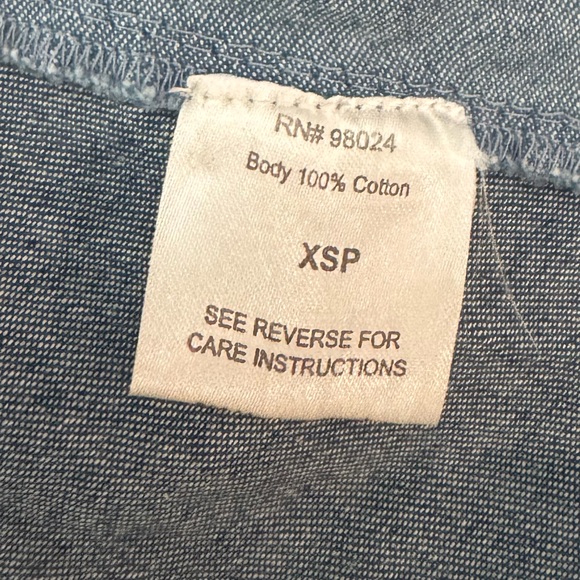 RN# 98024
Body 100% Cotton
XSP
SEE REVERSE FOR
CARE INSTRUCTIONS